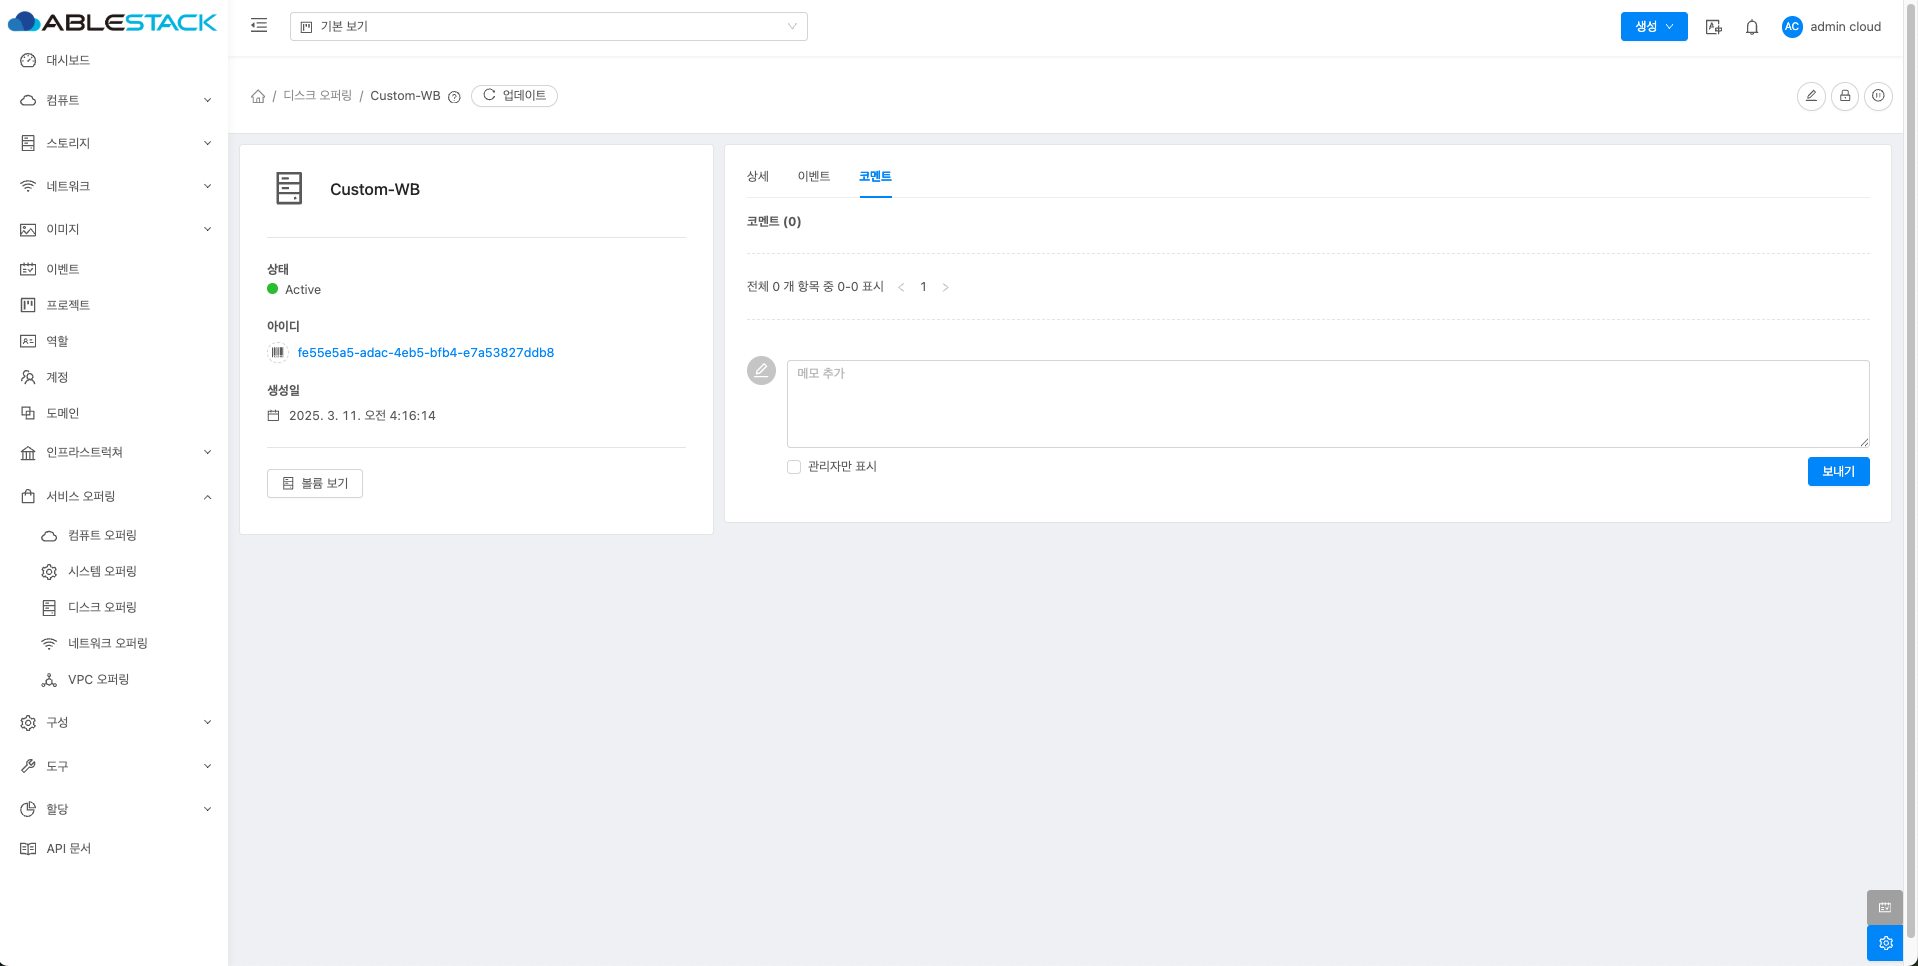 ABLESTACK
기본 보기
생성
AC
admin cloud
대시보드
컴퓨트
스토리지
네트워크
이미지
이벤트
프로젝트
역할
계정
도메인
인프라스트럭쳐
서비스 오퍼링
컴퓨트 오퍼링
시스템 오퍼링
디스크 오퍼링
네트워크 오퍼링
VPC 오퍼링
구성
도구
할당
API 문서
/ 디스크 오퍼링 / Custom-WB
업데이트
Custom-WB
상태
Active
아이디
fe55e5a5-adac-4eb5-bfb4-e7a53827ddb8
생성일
2025. 3. 11. 오전 4:16:14
볼륨 보기
상세 이벤트 코멘트
코멘트 (0)
전체 0 개 항목 중 0-0 표시 < 1 >
메모 추가
관리자만 표시
보내기